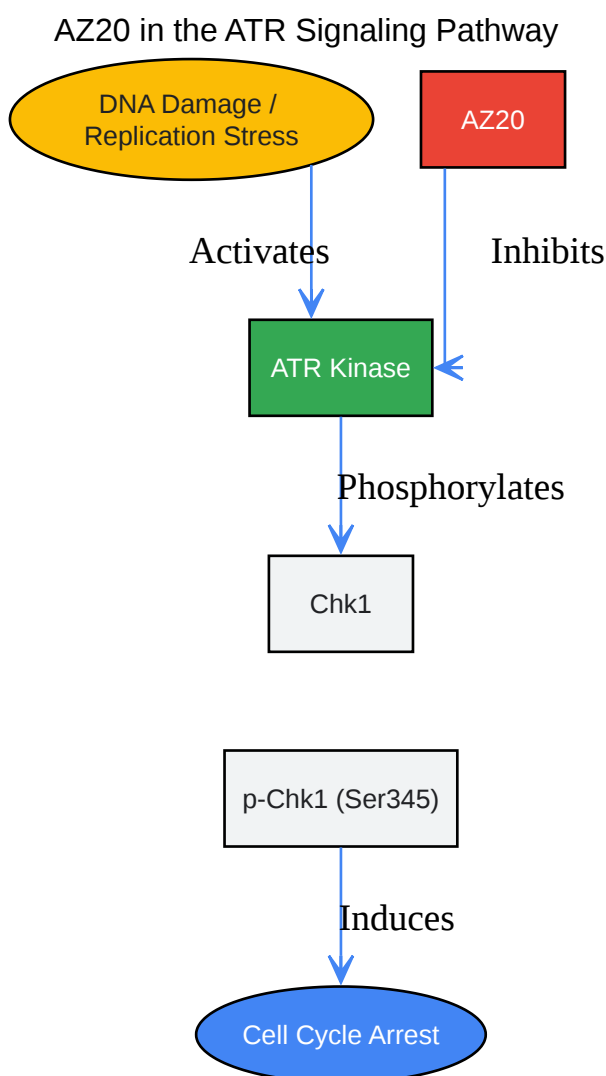 AZ20 in the ATR Signaling Pathway
DNA Damage /
Replication Stress
AZ20
Activates
Inhibits
ATR Kinase
Phosphorylates
Chk1
p-Chk1 (Ser345)
Induces
Cell Cycle Arrest